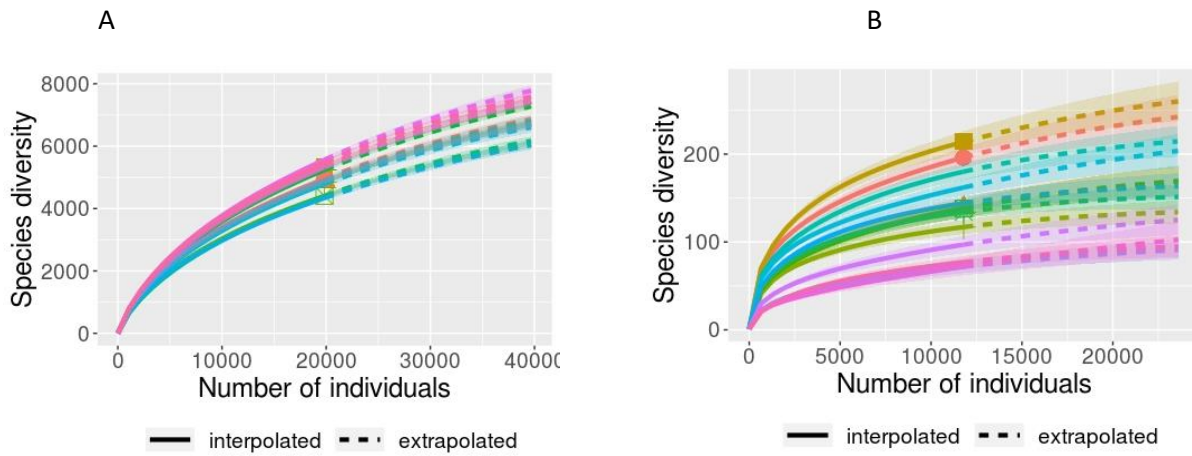 A
B
Species diversity
8000
6000
4000
2000
0
0 10000 20000 30000 4000
Number of individuals
interpolated extrapolated
Species diversity
200
100
0
0 5000 10000 15000 20000
Number of individuals
interpolated extrapolated